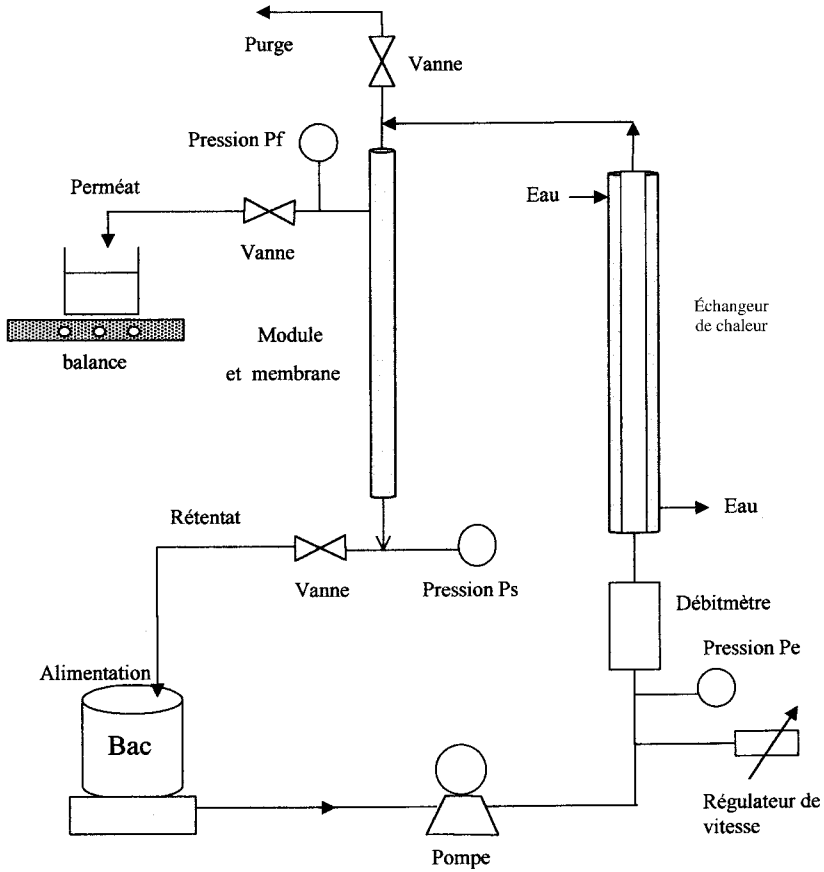 Purge
Vanne
Pression Pf
Perméat
Vanne
Eau
Échangeur
de chaleur
balance
Module
et membrane
Eau
Rétentat
Vanne
Pression Ps
Débitmètre
Pression Pe
Alimentation
Bac
Régulateur de
vitesse
Pompe